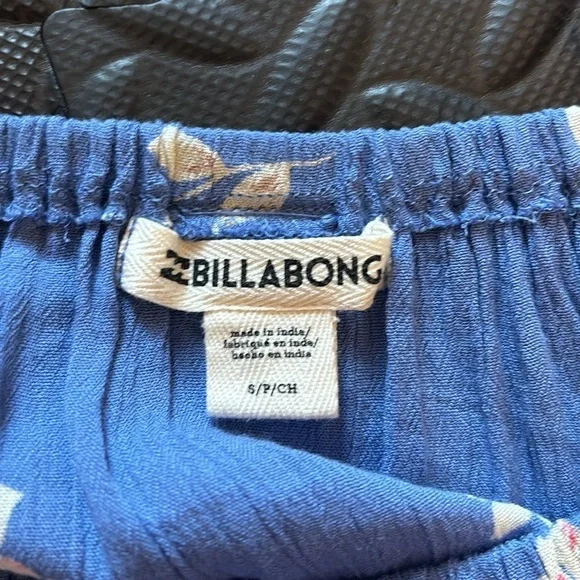 BILLABONG
made in india/
fabriqué en inde/
hecho en india
S/P/CH